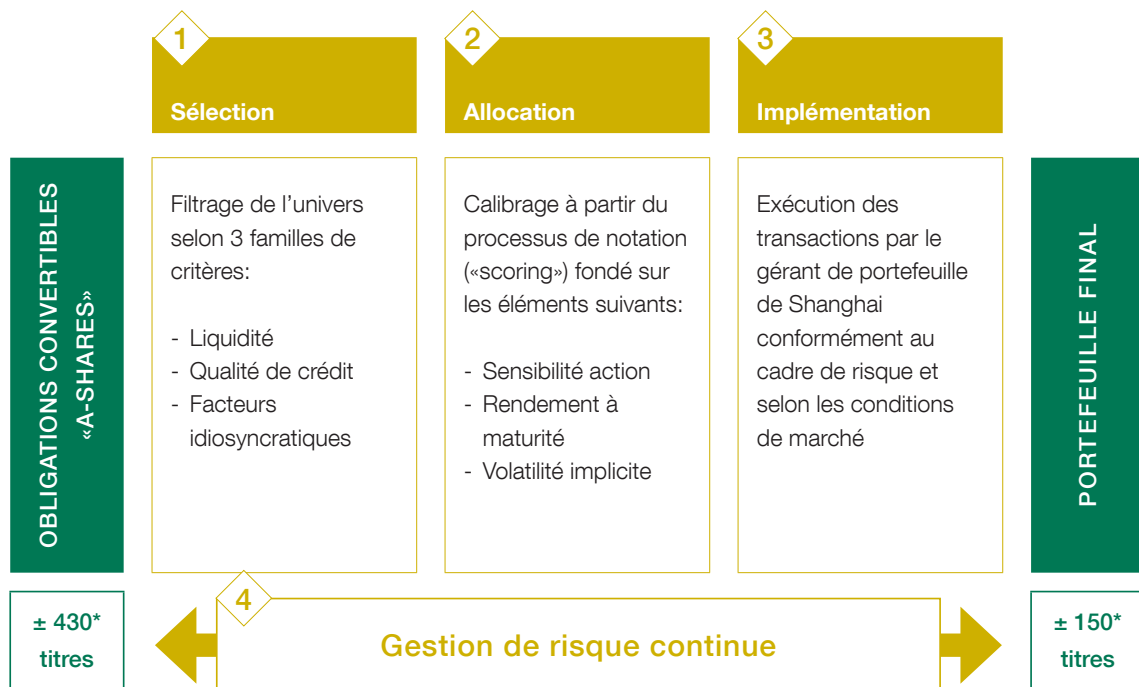 1
Sélection
2
Allocation
3
Implémentation
OBLIGATIONS CONVERTIBLES
«A-SHARES»
Filtrage de l’univers
selon 3 familles de
critères:
- Liquidité
- Qualité de crédit
- Facteurs
idiosyncratiques
Calibrage à partir du
processus de notation
(«scoring») fondé sur
les éléments suivants:
- Sensibilité action
- Rendement à
maturité
- Volatilité implicite
Exécution des
transactions par le
gérant de portefeuille
de Shanghai
conformément au
cadre de risque et
selon les conditions
de marché
PORTEFEUILLE FINAL
± 430*
titres
4
Gestion de risque continue
± 150*
titres